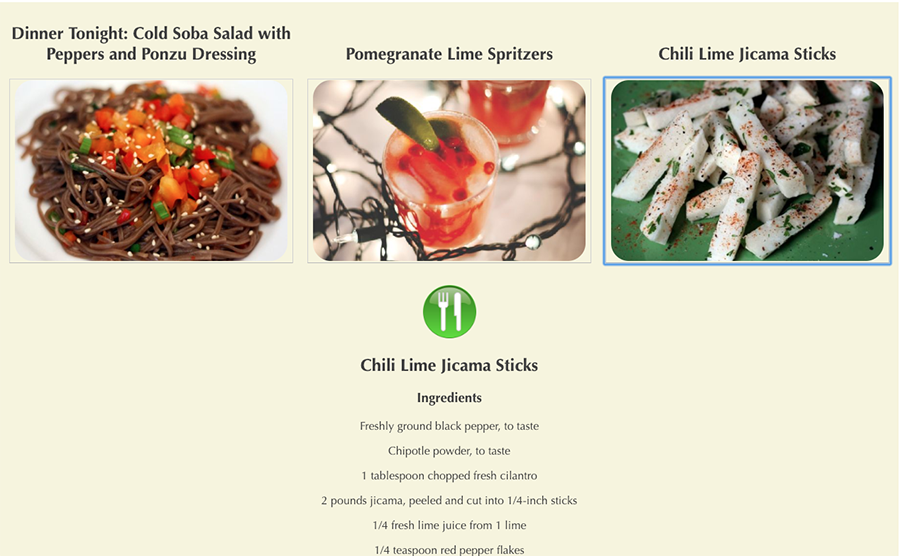 Dinner Tonight: Cold Soba Salad with
Peppers and Ponzu Dressing
Pomegranate Lime Spritzers
Chili Lime Jicama Sticks
Chili Lime Jicama Sticks
Ingredients
Freshly ground black pepper, to taste
Chipotle powder, to taste
1 tablespoon chopped fresh cilantro
2 pounds jicama, peeled and cut into 1/4-inch sticks
1/4 fresh lime juice from 1 lime
1/4 teaspoon red pepper flakes